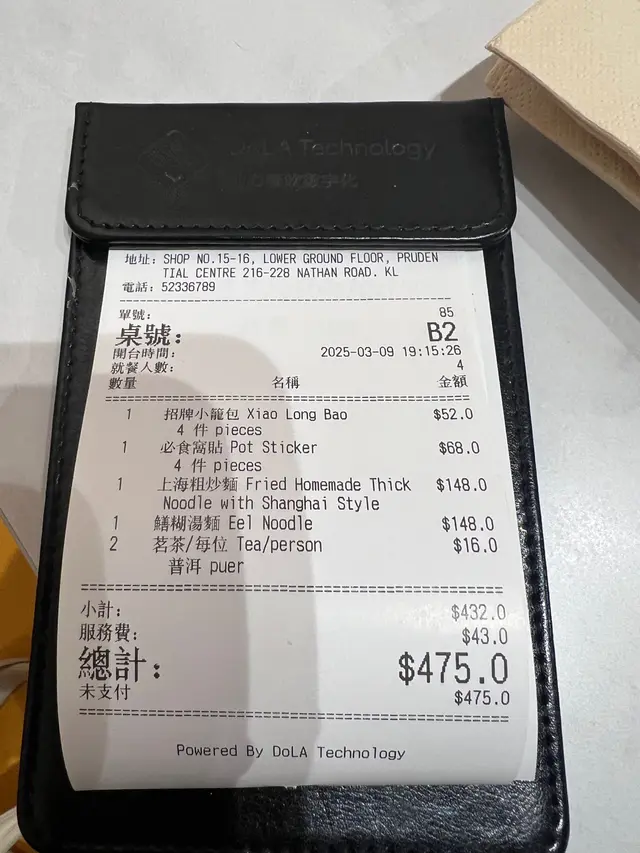 DoLA Technology
地址: SHOP NO.15-16, LOWER GROUND FLOOR, PRUDEN
TIAL CENTRE 216-228 NATHAN ROAD. KL
電話: 52336789
單號: 85
桌號: B2
開台時間: 2025-03-09 19:15:26
就餐人數: 4
數量 名稱 金額
1 招牌小籠包 Xiao Long Bao $52.0
4 件 pieces
1 必食窩貼 Pot Sticker $68.0
4 件 pieces
1 上海粗炒麵 Fried Homemade Thick $148.0
Noodle with Shanghai Style
1 鱔糊湯麵 Eel Noodle $148.0
2 茗茶/每位 Tea/person $16.0
普洱 puer
小計: $432.0
服務費: $43.0
總計: $475.0
未支付 $475.0
Powered By DoLA Technology